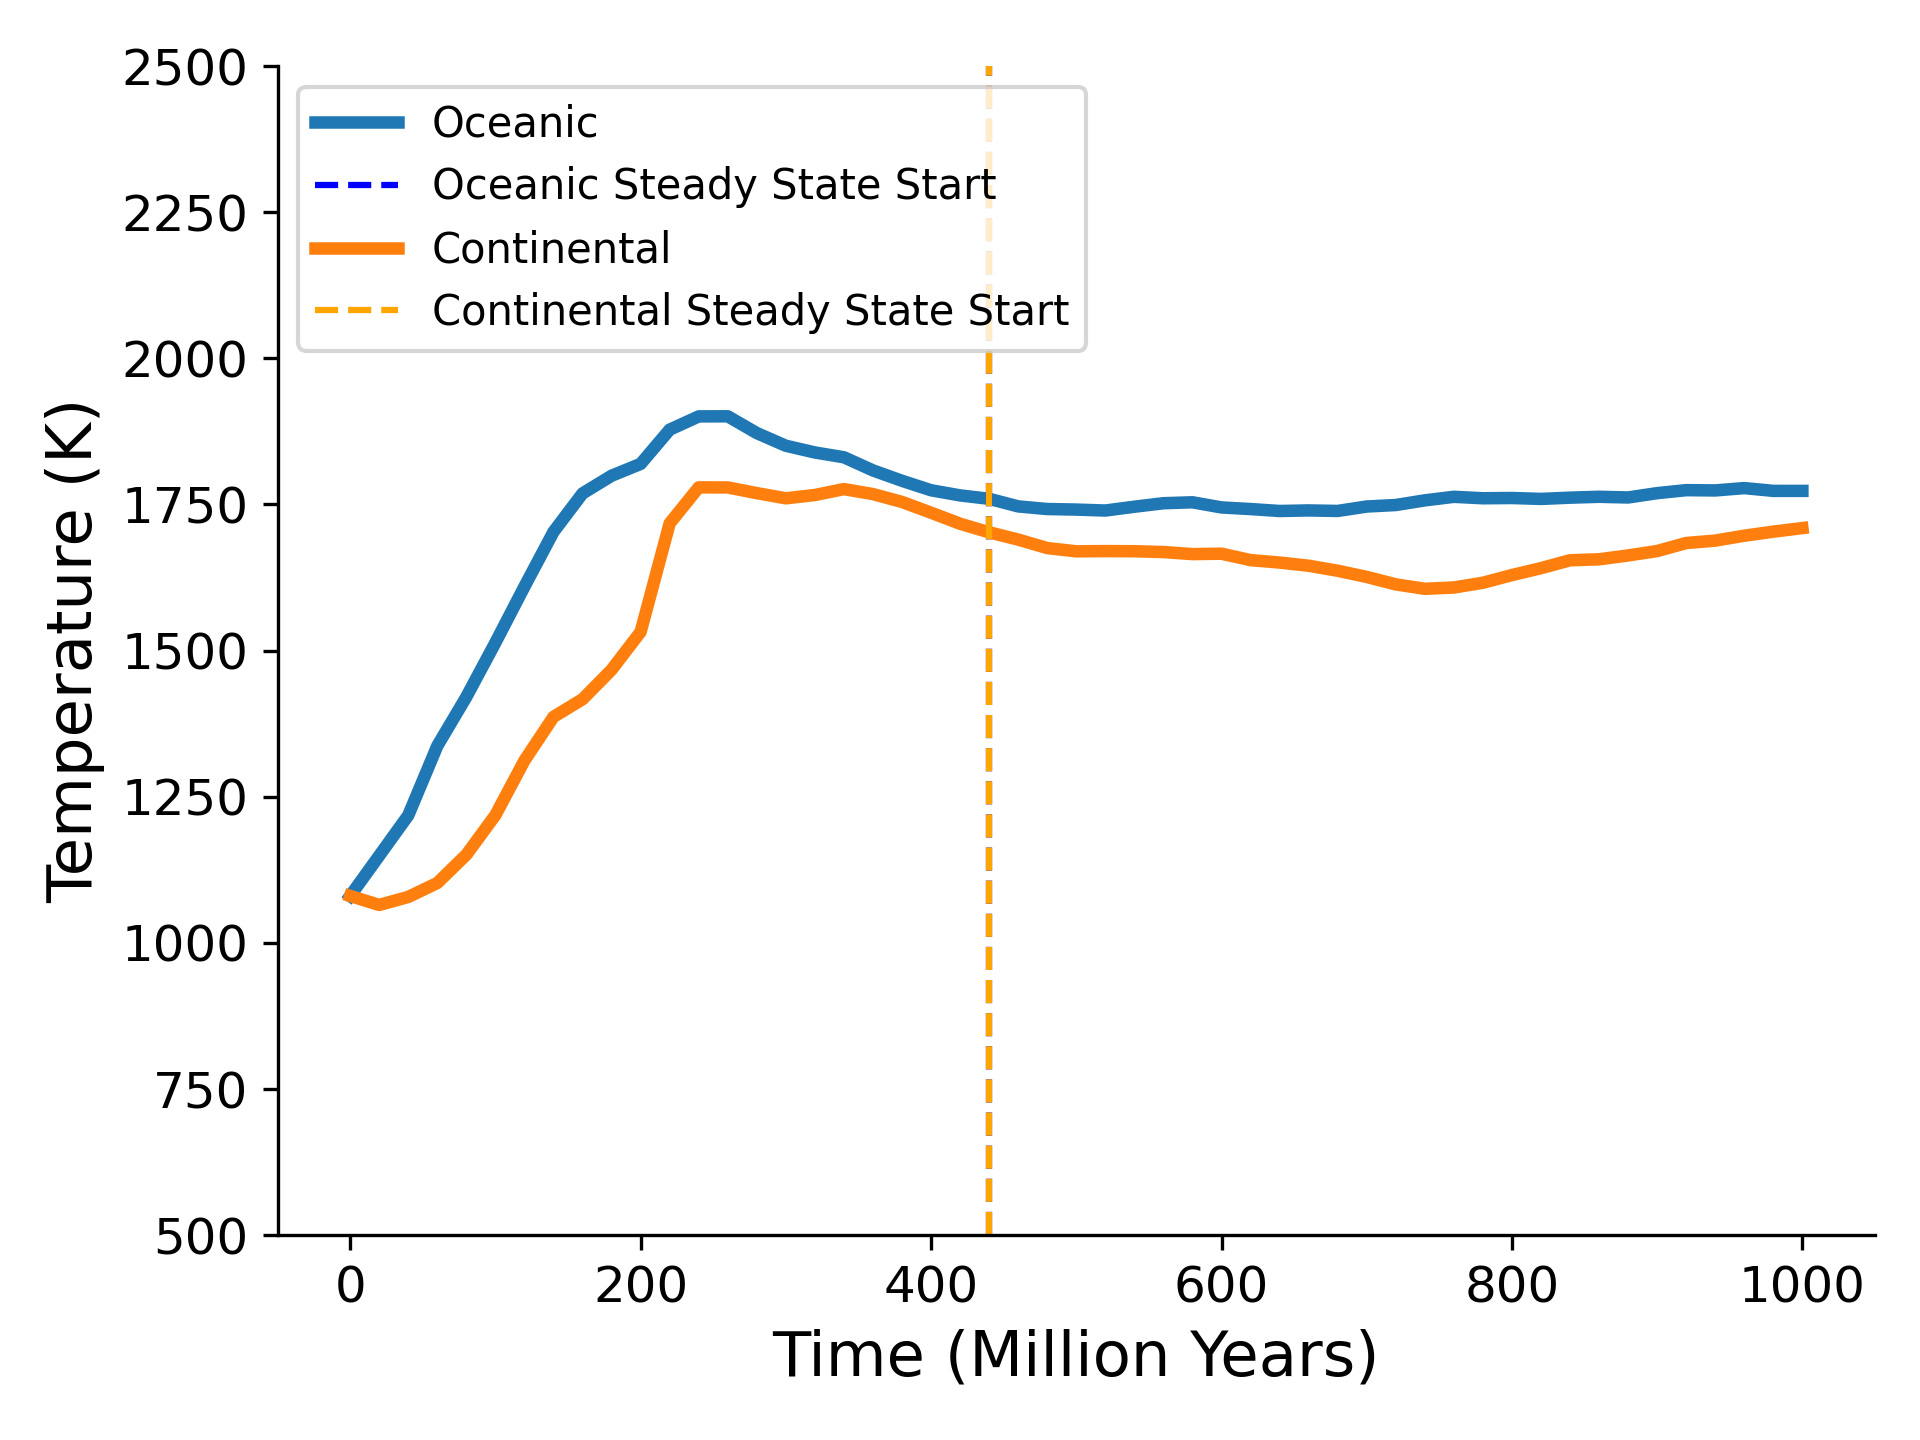 2500
2250
2000
1750
1500
1250
1000
750
500
Temperature (K)
Oceanic
Oceanic Steady State Start
Continental
Continental Steady State Start
0 200 400 600 800 1000
Time (Million Years)